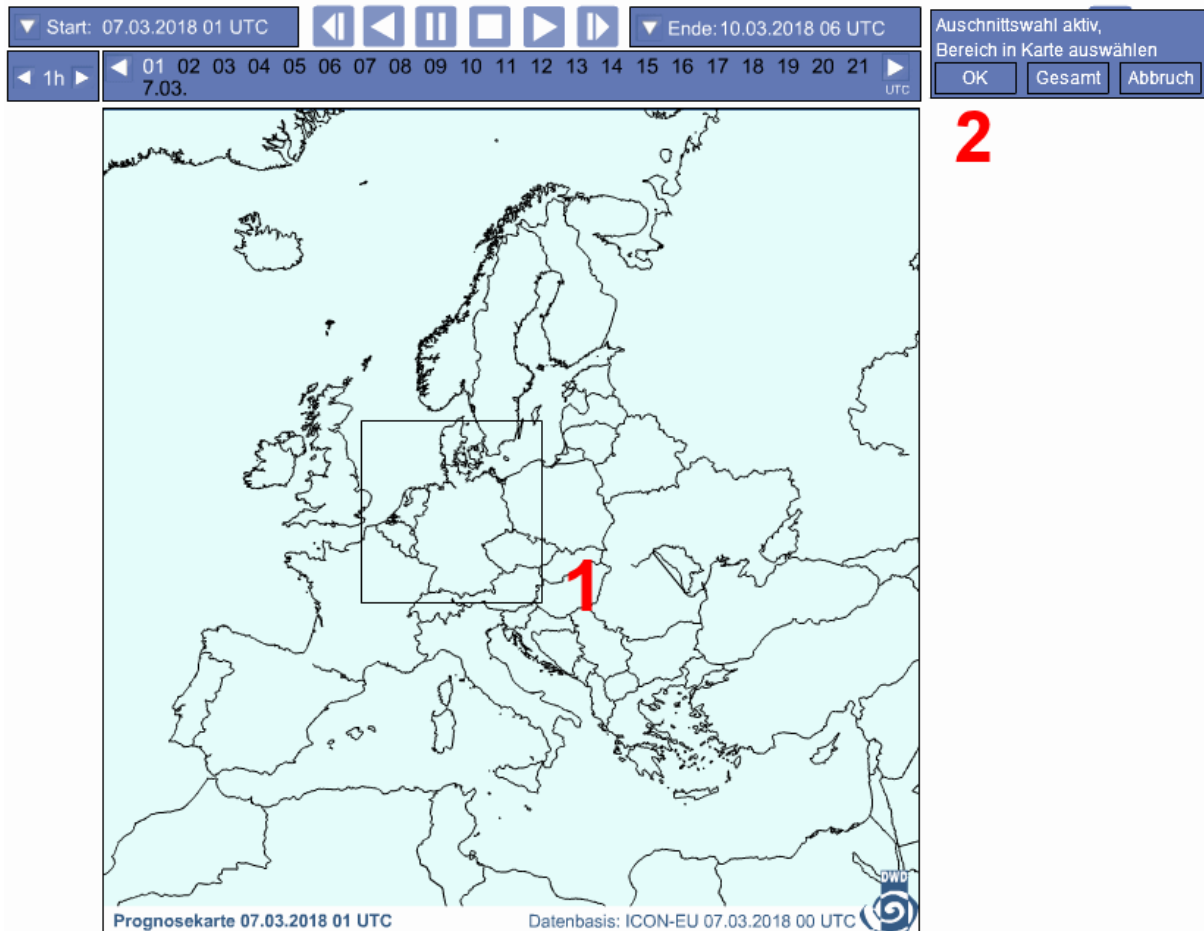 Start: 07.03.2018 01 UTC
Ende: 10.03.2018 06 UTC
Auschnittswahl aktiv,
Bereich in Karte auswählen
OK Gesamt Abbruch
1h
01 02 03 04 05 06 07 08 09 10 11 12 13 14 15 16 17 18 19 20 21
7.03.
UTC
2
1
DWD
Prognosekarte 07.03.2018 01 UTC
Datenbasis: ICON-EU 07.03.2018 00 UTC